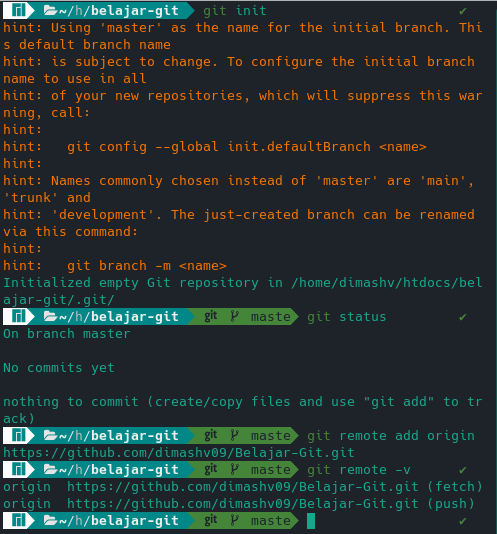 ~/h/belajar-git git init ✔
hint: Using 'master' as the name for the initial branch. Thi
s default branch name
hint: is subject to change. To configure the initial branch
name to use in all
hint: of your new repositories, which will suppress this war
ning, call:
hint:
hint:   git config --global init.defaultBranch <name>
hint:
hint: Names commonly chosen instead of 'master' are 'main',
'trunk' and
hint: 'development'. The just-created branch can be renamed
via this command:
hint:
hint:   git branch -m <name>
Initialized empty Git repository in /home/dimashv/htdocs/bel
ajar-git/.git/
~/h/belajar-git git maste git status ✔
On branch master
No commits yet
nothing to commit (create/copy files and use "git add" to tr
ack)
~/h/belajar-git git maste git remote add origin
https://github.com/dimashv09/Belajar-Git.git
~/h/belajar-git git maste git remote -v ✔
origin  https://github.com/dimashv09/Belajar-Git.git (fetch)
origin  https://github.com/dimashv09/Belajar-Git.git (push)
~/h/belajar-git git maste ✔